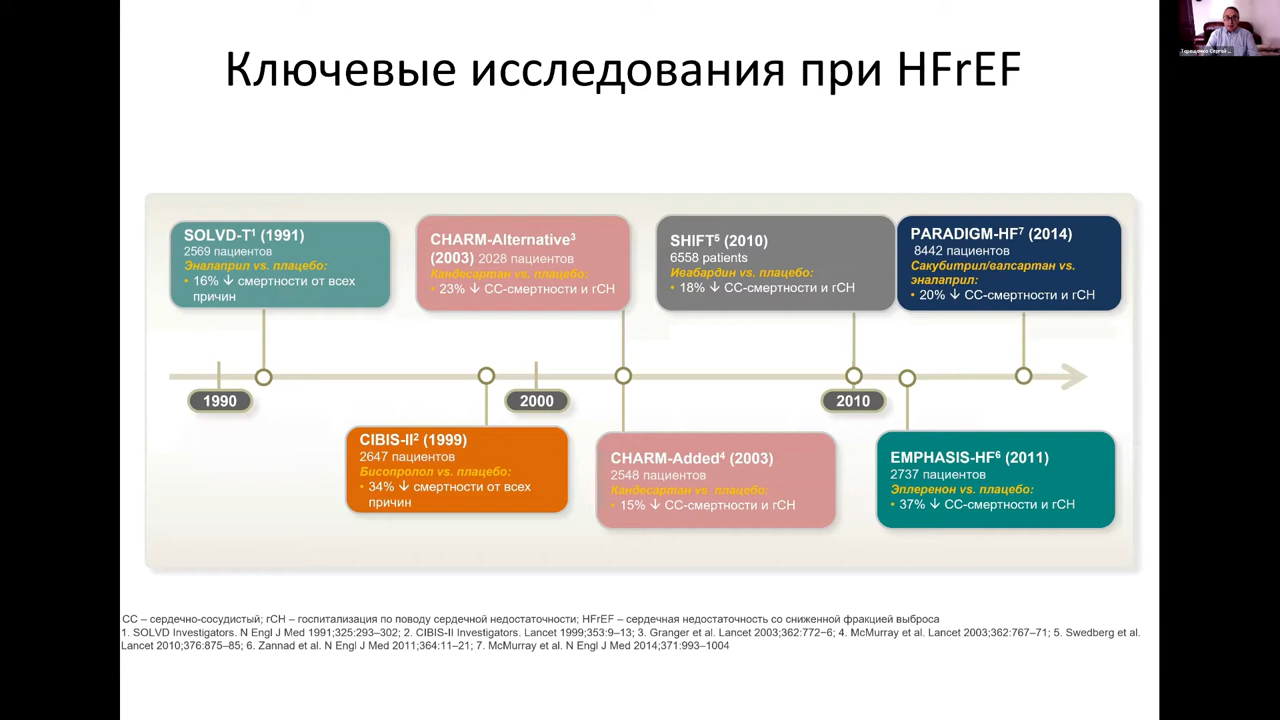 Ключевые исследования при HFrEF
Терещенко Сергей ...
SOLVD-T¹ (1991)
2569 пациентов
Эналаприл vs. плацебо:
• 16% ↓ смертности от всех
причин
CHARM-Alternative³
(2003) 2028 пациентов
Кандесартан vs. плацебо:
• 23% ↓ СС-смертности и гСН
SHIFT⁵ (2010)
6558 patients
Ивабардин vs. плацебо:
• 18% ↓ СС-смертности и гСН
PARADIGM-HF⁷ (2014)
8442 пациентов
Сакубитрил/валсартан vs.
эналаприл:
• 20% ↓ СС-смертности и гСН
1990
2000
2010
CIBIS-II² (1999)
2647 пациентов
Бисопролол vs. плацебо:
• 34% ↓ смертности от всех
причин
CHARM-Added⁴ (2003)
2548 пациентов
Кандесартан vs. плацебо:
• 15% ↓ СС-смертности и гСН
EMPHASIS-HF⁶ (2011)
2737 пациентов
Эплеренон vs. плацебо:
• 37% ↓ СС-смертности и гСН
СС – сердечно-сосудистый; гСН – госпитализация по поводу сердечной недостаточности; HFrEF – сердечная недостаточность со сниженной фракцией выброса
1. SOLVD Investigators. N Engl J Med 1991;325:293–302; 2. CIBIS-II Investigators. Lancet 1999;353:9–13; 3. Granger et al. Lancet 2003;362:772–6; 4. McMurray et al. Lancet 2003;362:767–71; 5. Swedberg et al.
Lancet 2010;376:875–85; 6. Zannad et al. N Engl J Med 2011;364:11–21; 7. McMurray et al. N Engl J Med 2014;371:993–1004